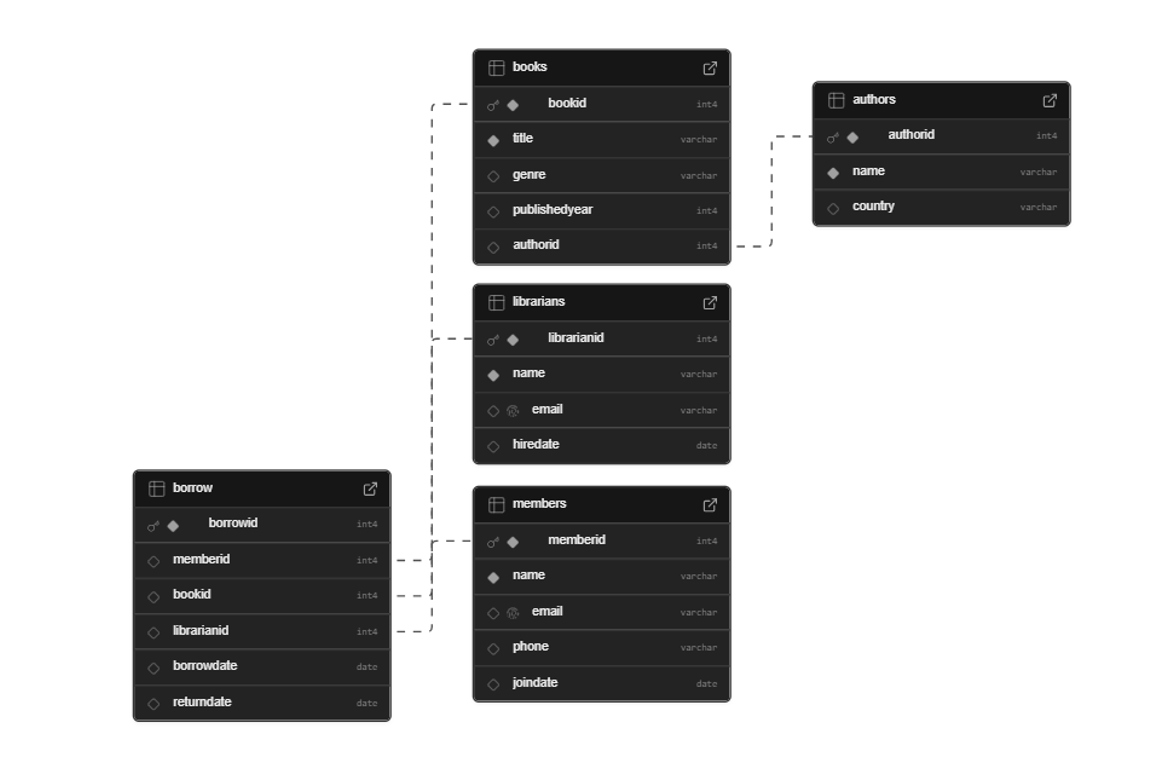 books
bookid int4
title varchar
genre varchar
publishedyear int4
authorid int4
authors
authorid int4
name varchar
country varchar
librarians
librarianid int4
name varchar
email varchar
hiredate date
borrow
borrowid int4
memberid int4
bookid int4
librarianid int4
borrowdate date
returndate date
members
memberid int4
name varchar
email varchar
phone varchar
joindate date